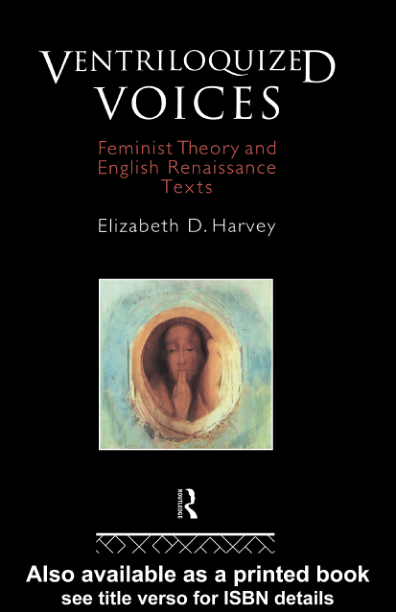 VENTRILOQUIZED
VOICES
Feminist Theory and
English Renaissance
Texts
Elizabeth D. Harvey
ROUTLEDGE
Also available as a printed book
see title verso for ISBN details